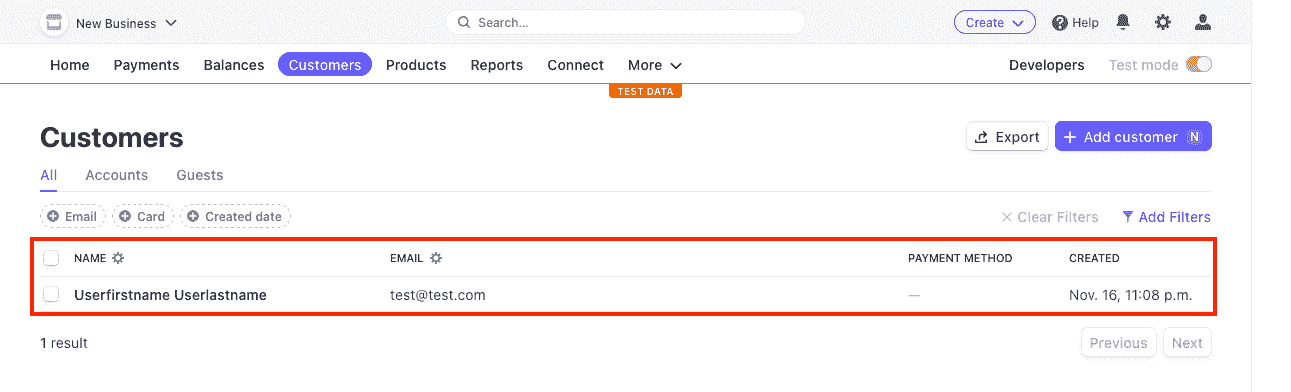 New Business Search... Create Help
Home Payments Balances Customers Products Reports Connect More Developers Test mode
TEST DATA
Customers Export Add customer N
All Accounts Guests
Email Card Created date Clear Filters Add Filters
NAME EMAIL PAYMENT METHOD CREATED
Userfirstname Userlastname test@test.com — Nov. 16, 11:08 p.m.
1 result Previous Next